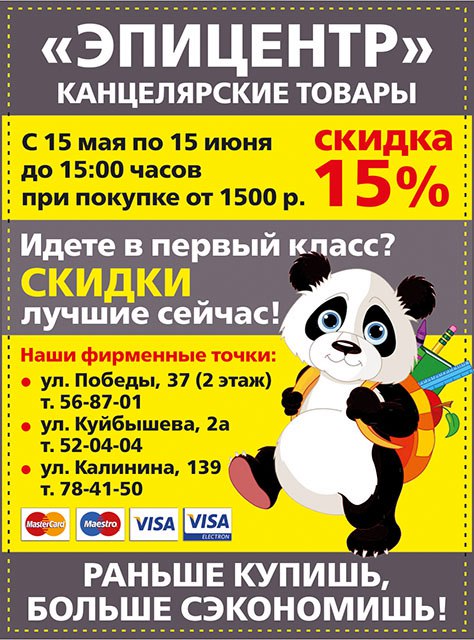 «ЭПИЦЕНТР»
КАНЦЕЛЯРСКИЕ ТОВАРЫ
С 15 мая по 15 июня
до 15:00 часов
при покупке от 1500 р.
скидка
15%
Идете в первый класс?
СКИДКИ
лучшие сейчас!
Наши фирменные точки:
• ул. Победы, 37 (2 этаж)
т. 56-87-01
• ул. Куйбышева, 2а
т. 52-04-04
• ул. Калинина, 139
т. 78-41-50
MasterCard Maestro VISA VISA
ELECTRON
РАНЬШЕ КУПИШЬ,
БОЛЬШЕ СЭКОНОМИШЬ!